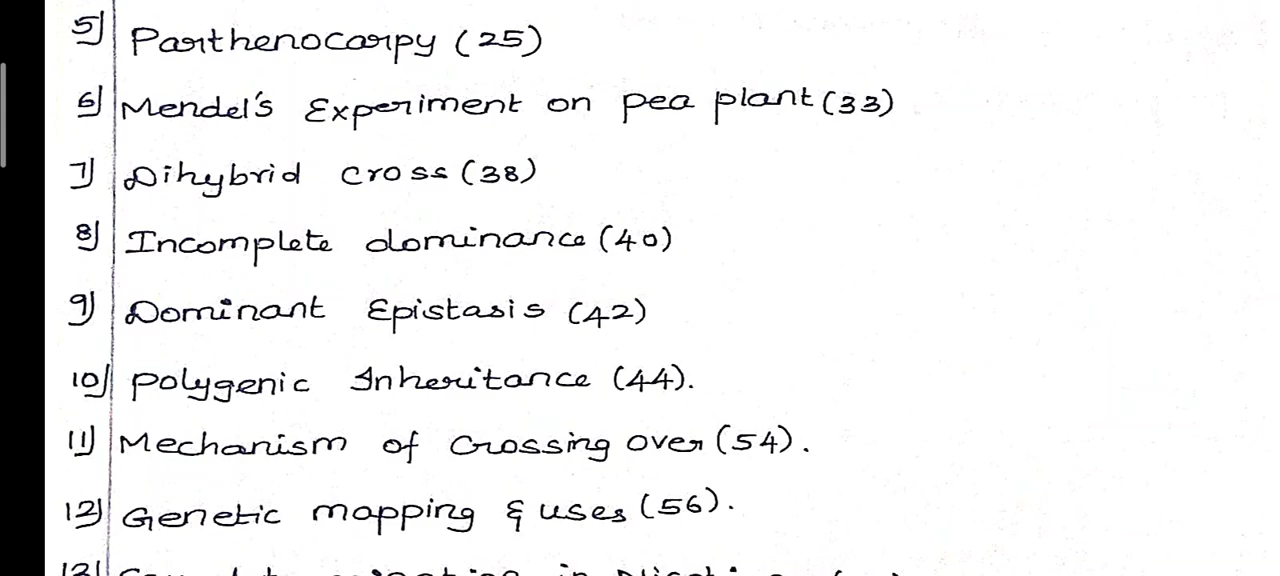 5) Parthenocarpy (25)
6) Mendel's Experiment on pea plant (33)
7) Dihybrid cross (38)
8) Incomplete dominance (40)
9) Dominant Epistasis (42)
10) Polygenic Inheritance (44).
11) Mechanism of Crossing over (54).
12) Genetic mapping & uses (56).